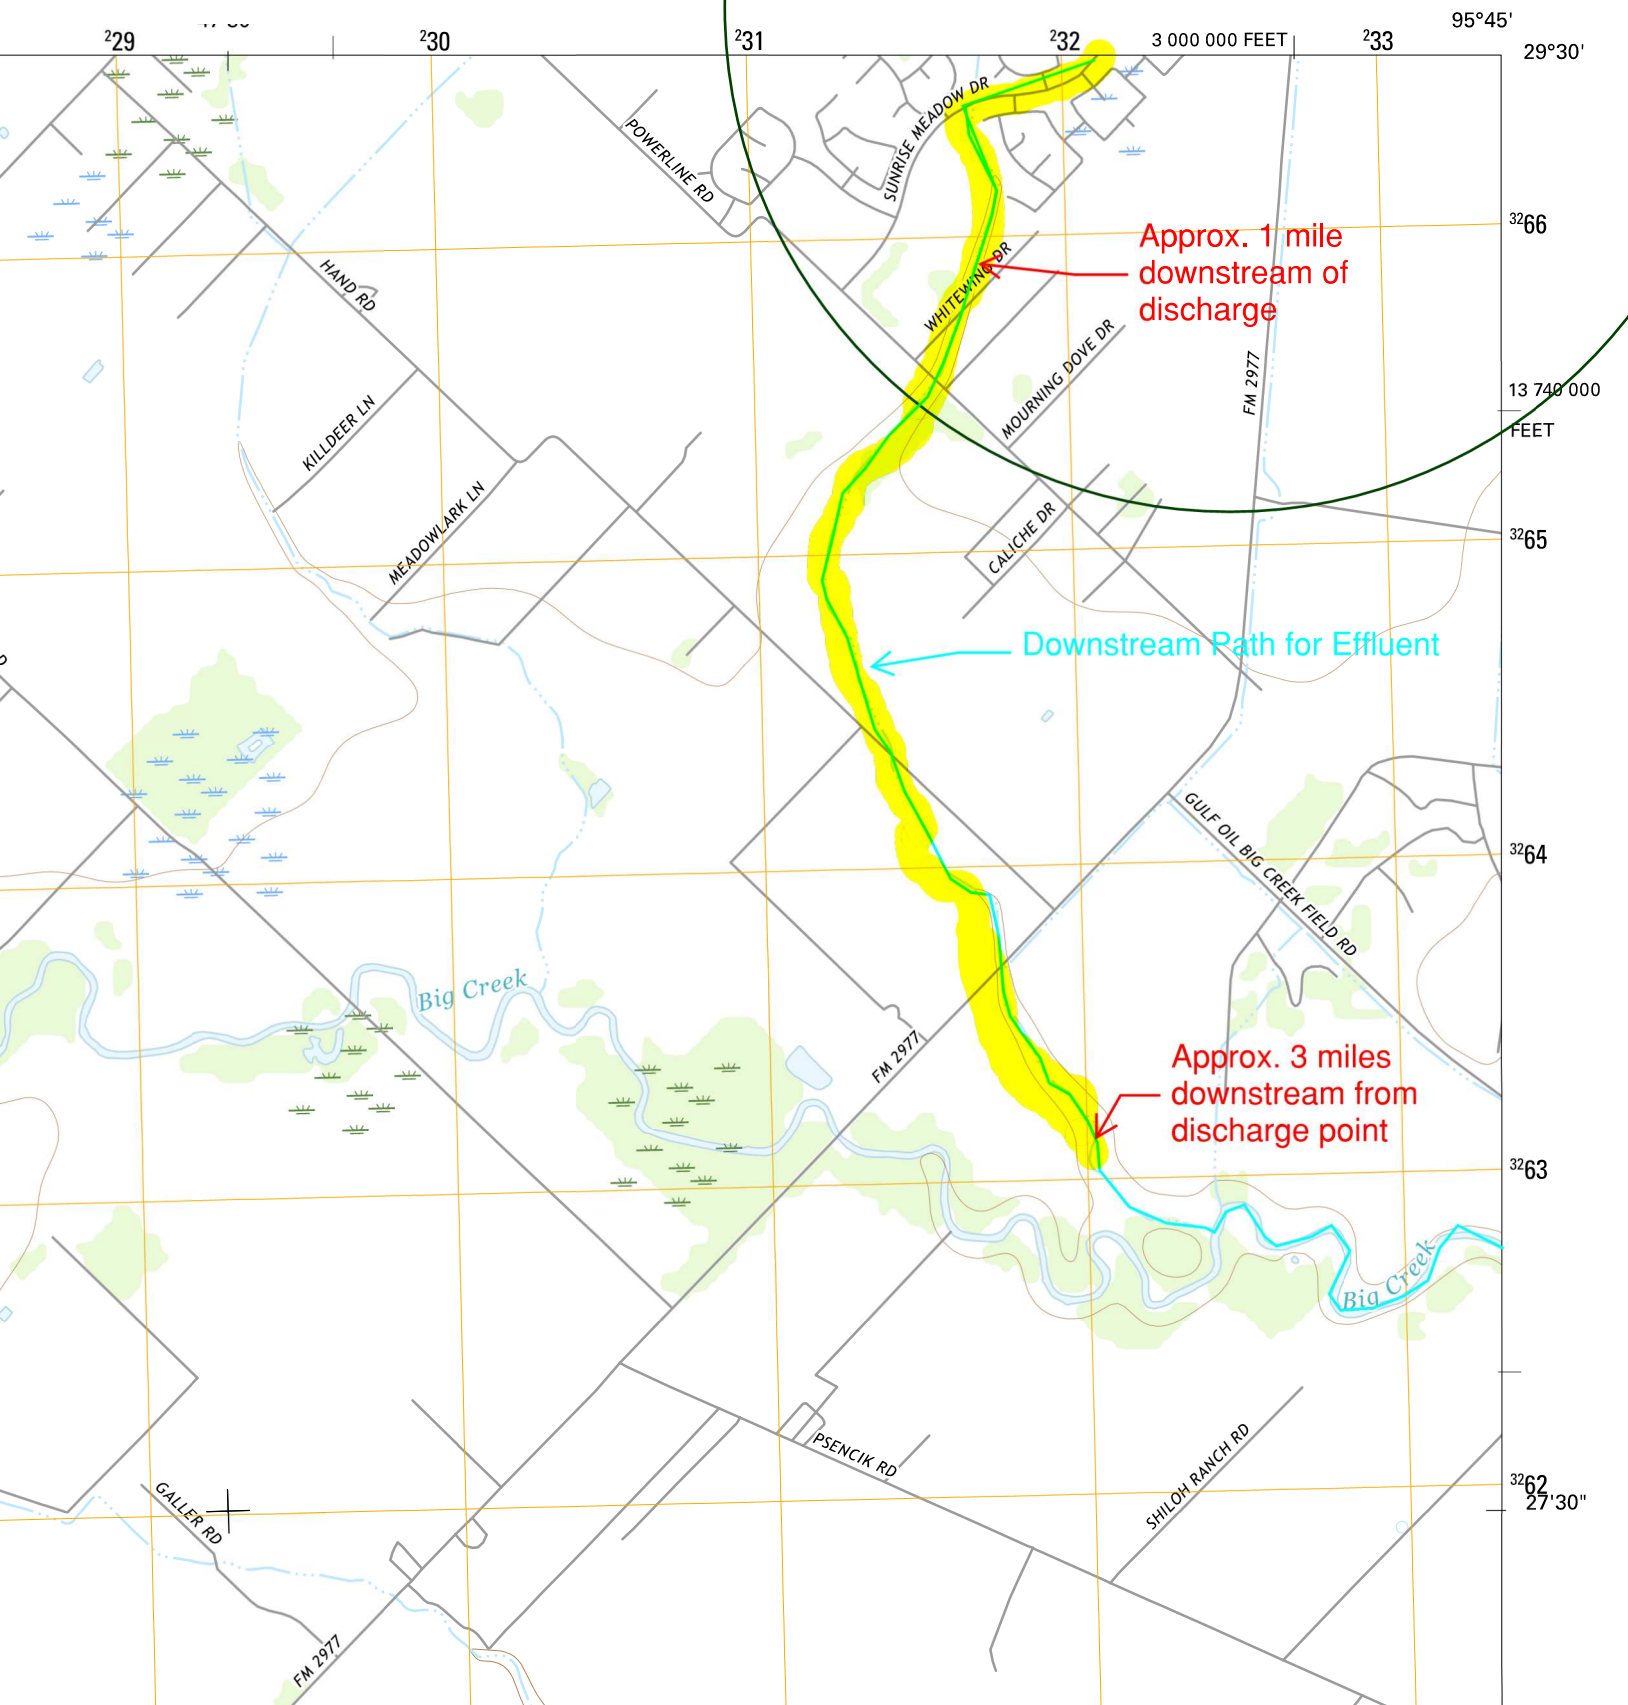 95°45'
²29
²30
²31
²32
3 000 000 FEET
²33
29°30'
SUNRISE MEADOW DR
POWERLINE RD
³²66
Approx. 1 mile
downstream of
discharge
WHITEWING DR
HAND RD
MOURNING DOVE DR
FM 2977
13 740 000
FEET
KILLDEER LN
MEADOWLARK LN
CALICHE DR
³²65
Downstream Path for Effluent
GULF OIL BIG CREEK FIELD RD
³²64
Big Creek
FM 2977
Approx. 3 miles
downstream from
discharge point
³²63
Big Creek
PSENCIK RD
SHILOH RANCH RD
³²62
27'30"
GALLER RD
FM 2977